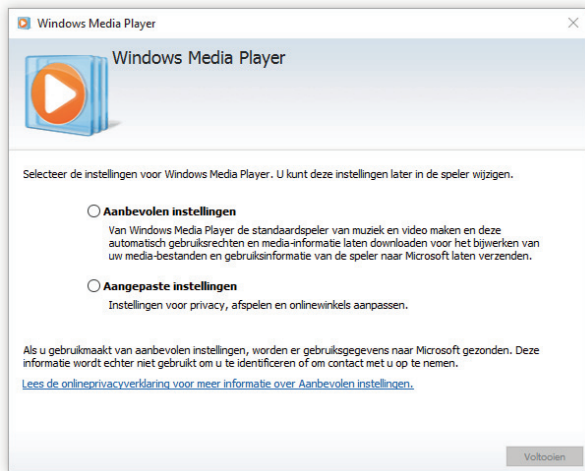 Windows Media Player
Windows Media Player
Selecteer de instellingen voor Windows Media Player. U kunt deze instellingen later in de speler wijzigen.
Aanbevolen instellingen
Van Windows Media Player de standaardspeler van muziek en video maken en deze
automatisch gebruiksrechten en media-informatie laten downloaden voor het bijwerken van
uw media-bestanden en gebruiksinformatie van de speler naar Microsoft laten verzenden.
Aangepaste instellingen
Instellingen voor privacy, afspelen en onlinewinkels aanpassen.
Als u gebruikmaakt van aanbevolen instellingen, worden er gebruiksgegevens naar Microsoft gezonden. Deze
informatie wordt echter niet gebruikt om u te identificeren of om contact met u op te nemen.
Lees de onlineprivacyverklaring voor meer informatie over Aanbevolen instellingen.
Voltooien